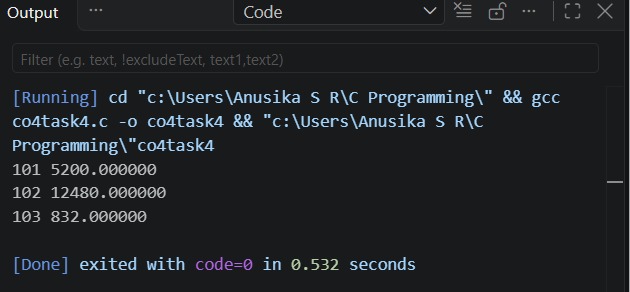 Output ··· Code ···
Filter (e.g. text, !excludeText, text1,text2)
[Running] cd "c:\Users\Anusika S R\C Programming\" && gcc
co4task4.c -o co4task4 && "c:\Users\Anusika S R\C
Programming\"co4task4
101 5200.000000
102 12480.000000
103 832.000000
[Done] exited with code=0 in 0.532 seconds